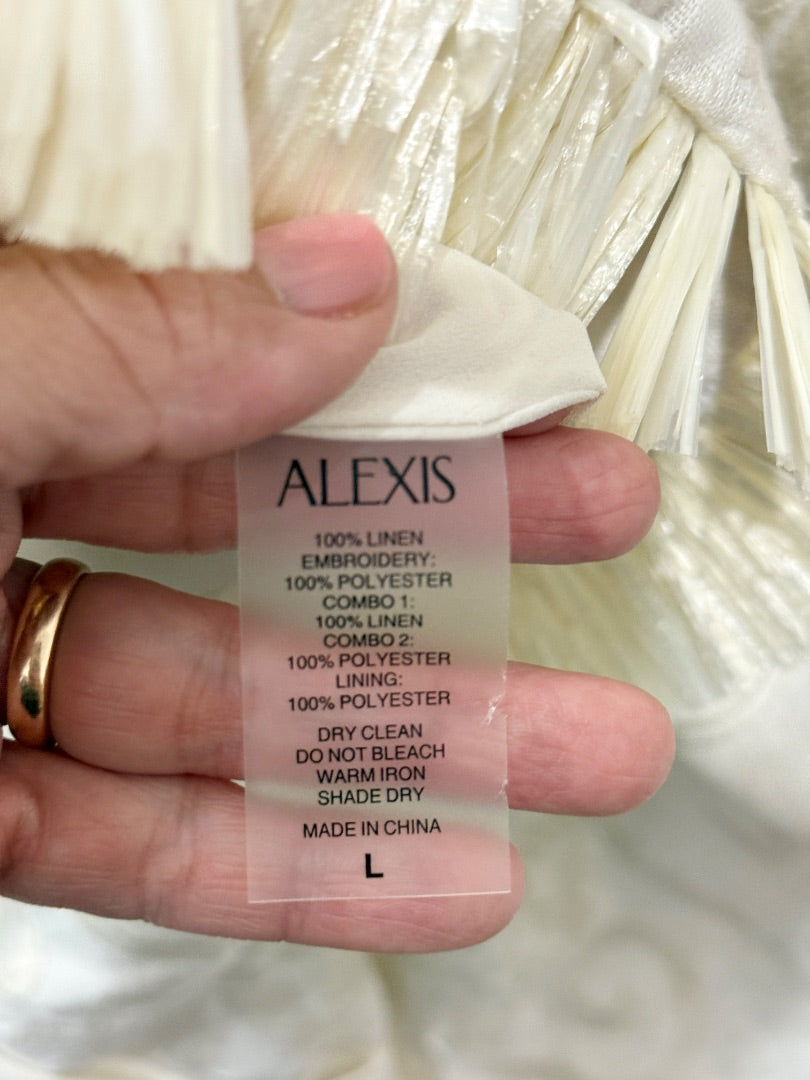 ALEXIS
100% LINEN
EMBROIDERY:
100% POLYESTER
COMBO 1:
100% LINEN
COMBO 2:
100% POLYESTER
LINING:
100% POLYESTER
DRY CLEAN
DO NOT BLEACH
WARM IRON
SHADE DRY
MADE IN CHINA
L